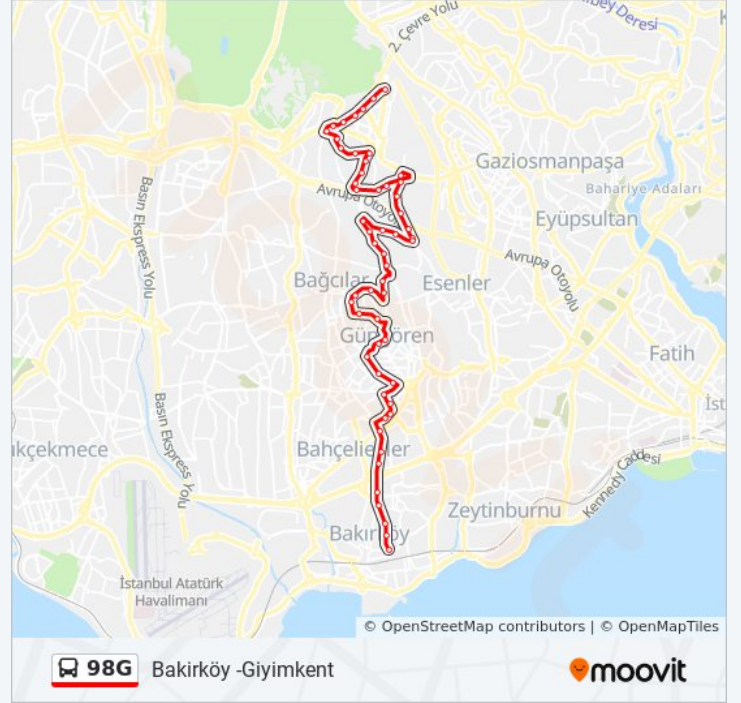 2. Çevre Yolu
bey Deresi
Gaziosmanpaşa
Bahariye Adaları
Avrupa Otoyolu
Eyüpsultan
Basın Ekspress Yolu
Avrupa Otoyolu
Bağcılar
Esenler
Güngören
Fatih
İst
Basın Ekspress Yolu
Bahçelievler
kçekmece
Kennedy Caddesi
Zeytinburnu
Bakırköy
İstanbul Atatürk
Havalimanı
© OpenStreetMap contributors | © OpenMapTiles
98G Bakirköy -Giyimkent
moovit